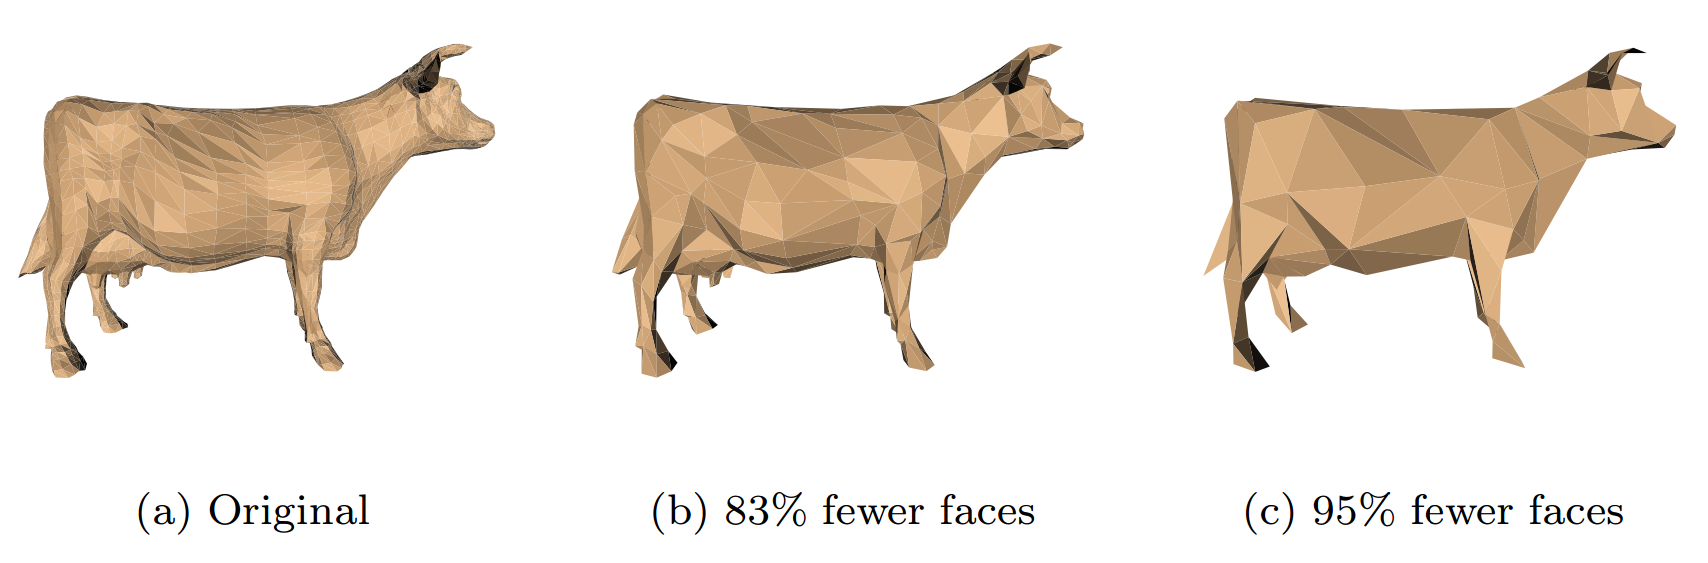 (a) Original
(b) 83% fewer faces
(c) 95% fewer faces